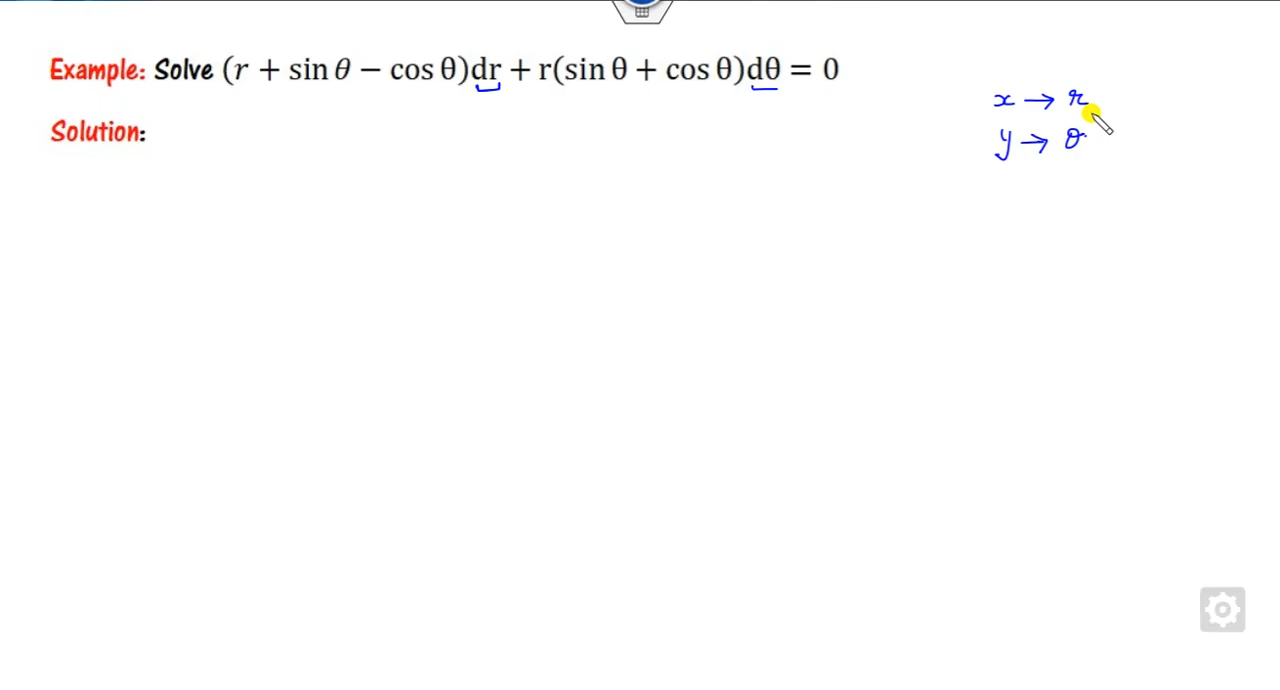 Example: Solve (r + sin θ − cos θ)dr + r(sin θ + cos θ)dθ = 0
x → r
Solution:
y → θ